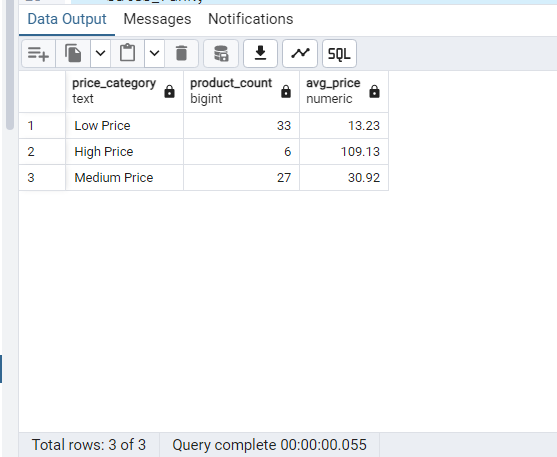 Data Output Messages Notifications
SQL
price_category product_count avg_price
text bigint numeric
1 Low Price 33 13.23
2 High Price 6 109.13
3 Medium Price 27 30.92
Total rows: 3 of 3 Query complete 00:00:00.055